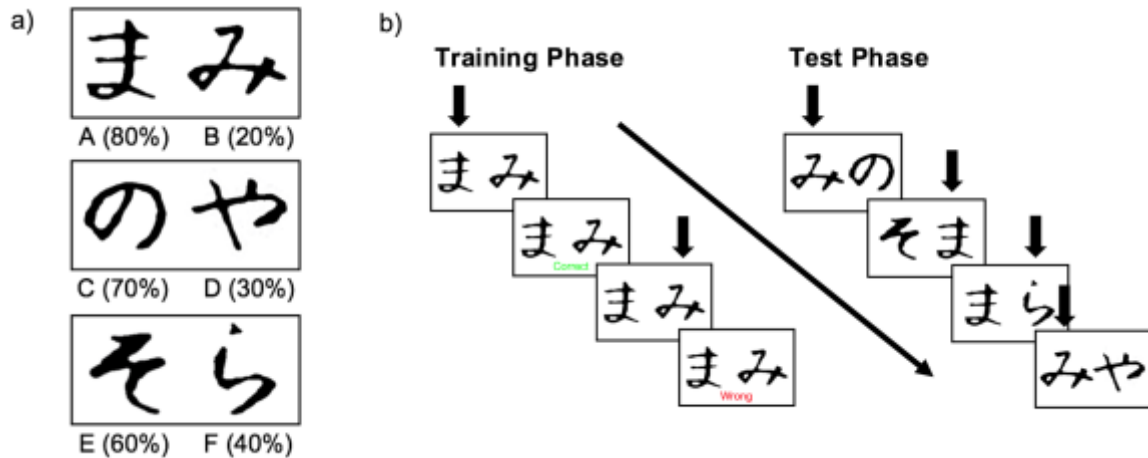 a)
まみ
A (80%) B (20%)
のや
C (70%) D (30%)
そら
E (60%) F (40%)
b)
Training Phase
まみ
まみ
Correct
まみ
まみ
Wrong
Test Phase
みの
そま
まら
みや